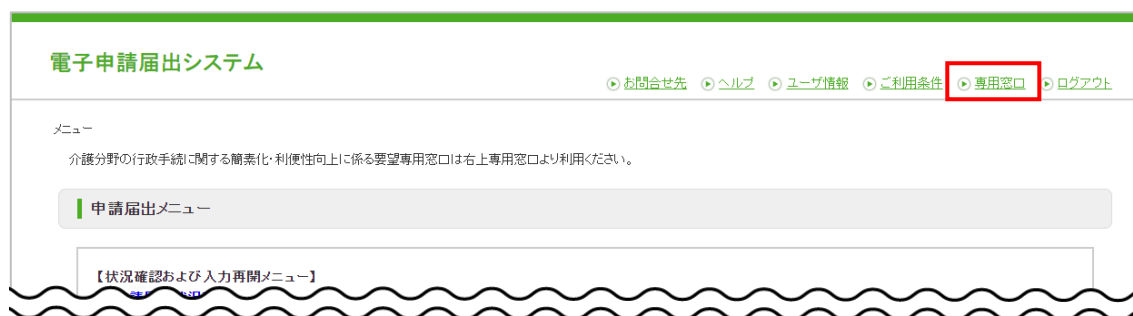 電子申請届出システム
お問合せ先 ヘルプ ユーザ情報 ご利用条件 専用窓口 ログアウト
メニュー
介護分野の行政手続に関する簡素化・利便性向上に係る要望専用窓口は右上専用窓口より利用ください。
申請届出メニュー
【状況確認および入力再開メニュー】